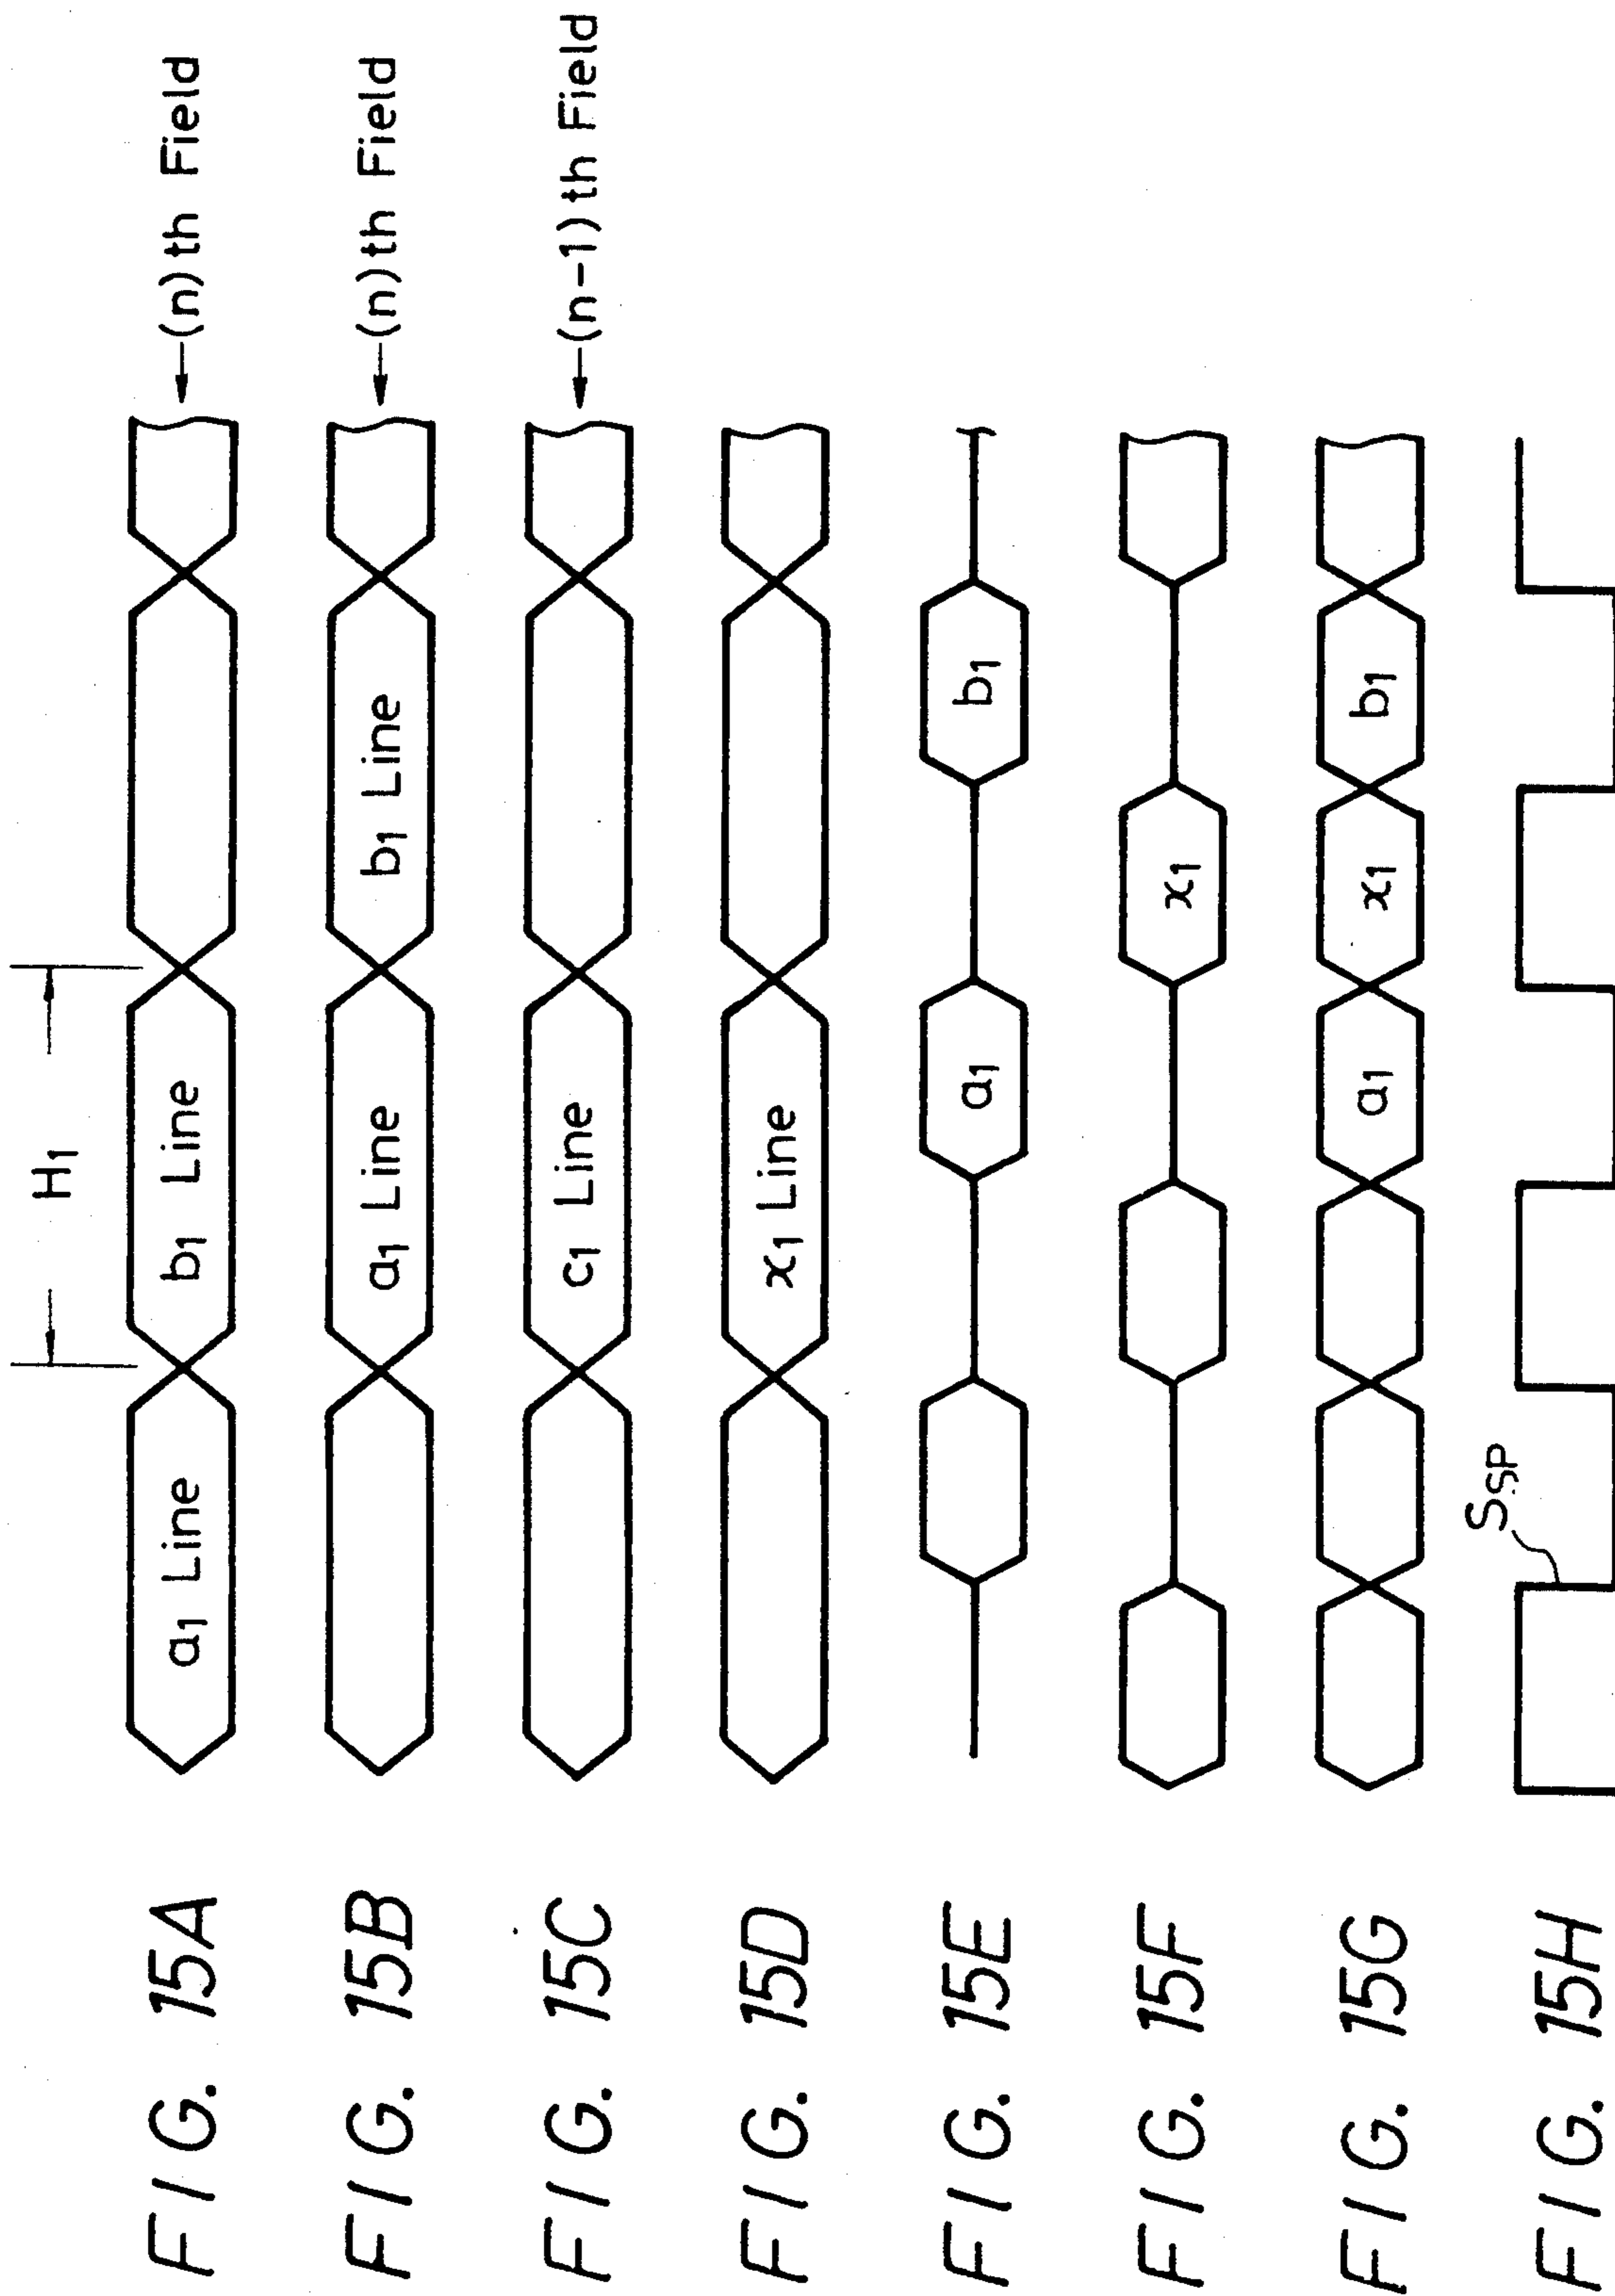 H1
FIG. 15A a1 Line b1 Line ←(n)th Field
FIG. 15B a1 Line b1 Line ←(n)th Field
FIG. 15C c1 Line ←(n-1)th Field
FIG. 15D x1 Line
FIG. 15E a1 b1
FIG. 15F x1
FIG. 15G a1 x1 b1
SSP
FIG. 15H